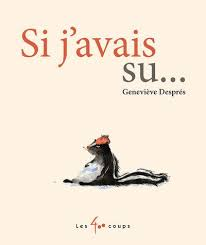 Si j'avais
su...
Geneviève Després
Les 400 coups